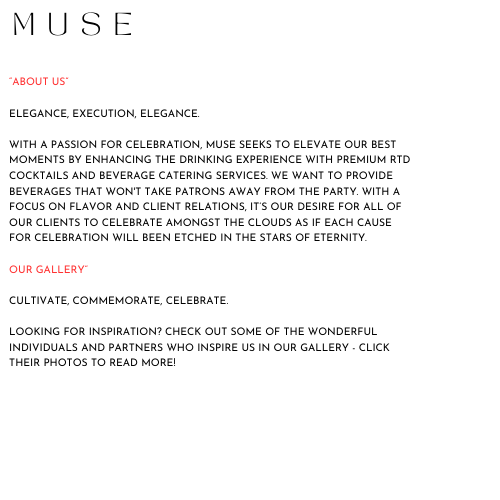 MUSE
"ABOUT US"
ELEGANCE, EXECUTION, ELEGANCE.
WITH A PASSION FOR CELEBRATION, MUSE SEEKS TO ELEVATE OUR BEST
MOMENTS BY ENHANCING THE DRINKING EXPERIENCE WITH PREMIUM RTD
COCKTAILS AND BEVERAGE CATERING SERVICES. WE WANT TO PROVIDE
BEVERAGES THAT WON'T TAKE PATRONS AWAY FROM THE PARTY. WITH A
FOCUS ON FLAVOR AND CLIENT RELATIONS, IT'S OUR DESIRE FOR ALL OF
OUR CLIENTS TO CELEBRATE AMONGST THE CLOUDS AS IF EACH CAUSE
FOR CELEBRATION WILL BEEN ETCHED IN THE STARS OF ETERNITY.
OUR GALLERY"
CULTIVATE, COMMEMORATE, CELEBRATE.
LOOKING FOR INSPIRATION? CHECK OUT SOME OF THE WONDERFUL
INDIVIDUALS AND PARTNERS WHO INSPIRE US IN OUR GALLERY - CLICK
THEIR PHOTOS TO READ MORE!